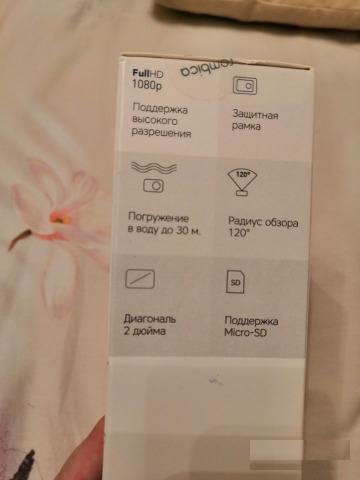 rombica
FullHD
1080p
Поддержка
высокого
разрешения
Защитная
рамка
Погружение
в воду до 30 м.
120°
Радиус обзора
120°
Диагональ
2 дюйма
SD
Поддержка
Micro-SD